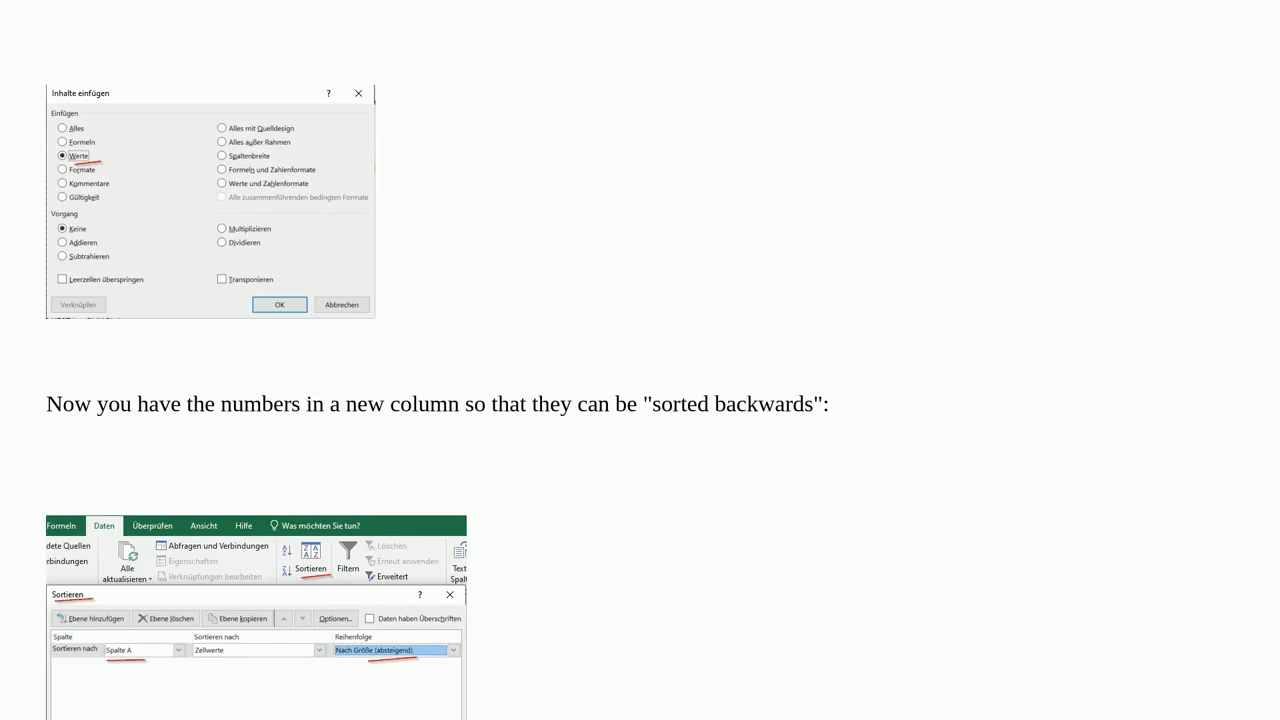 Inhalte einfügen ?
Einfügen
Alles Alles mit Quelldesign
Formeln Alles außer Rahmen
Werte Spaltenbreite
Formate Formeln und Zahlenformate
Kommentare Werte und Zahlenformate
Gültigkeit Alle zusammenführenden bedingten Formate
Vorgang
Keine Multiplizieren
Addieren Dividieren
Subtrahieren
Leerzellen überspringen Transponieren
Verknüpfen OK Abbrechen
Now you have the numbers in a new column so that they can be "sorted backwards":
Formeln Daten Überprüfen Ansicht Hilfe Was möchten Sie tun?
dete Quellen Abfragen und Verbindungen Löschen
rbindungen Eigenschaften Erneut anwenden
Alle aktualisieren Verknüpfungen bearbeiten Sortieren Filtern Erweitert Text Spalt
Sortieren ?
Ebene hinzufügen Ebene löschen Ebene kopieren Optionen... Daten haben Überschriften
Spalte Sortieren nach Reihenfolge
Sortieren nach Spalte A Zellwerte Nach Größe (absteigend)